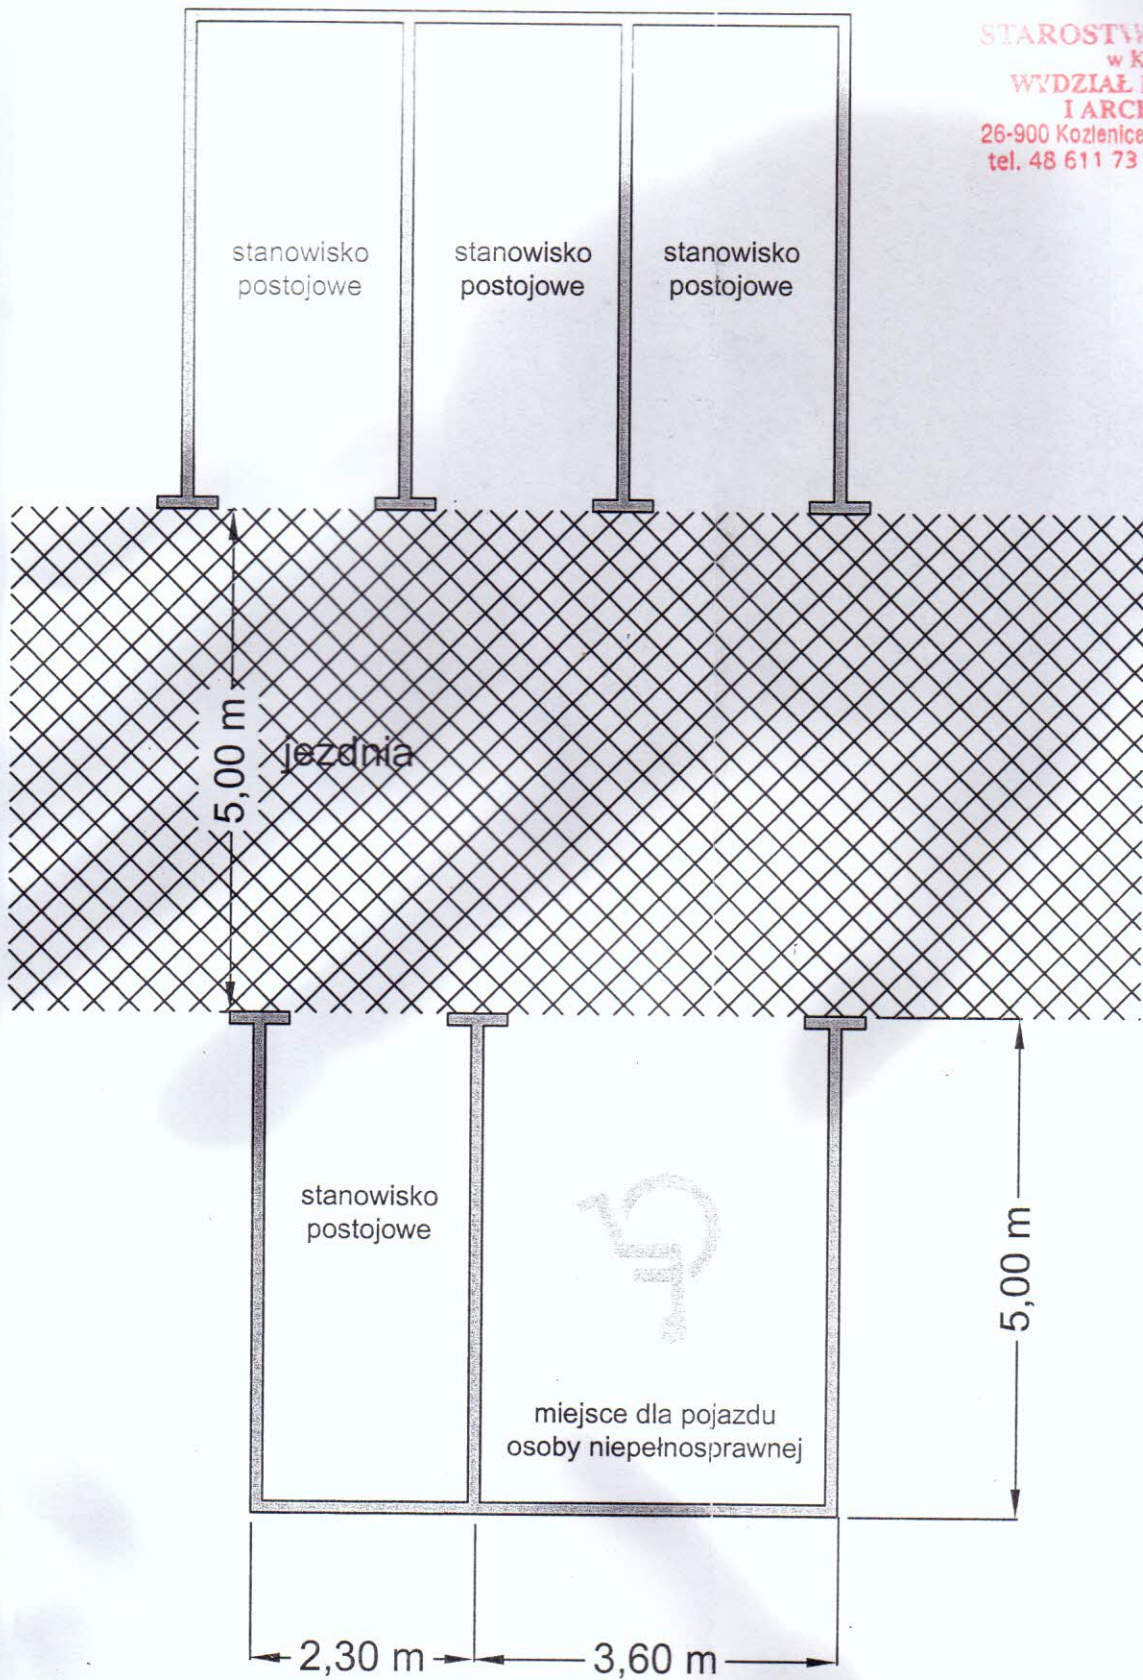 w K
WYDZIAŁ
I ARCH
26-900 Kozienice
tel. 48 611 73
stanowisko
postojowe
stanowisko
postojowe
stanowisko
postojowe
5,00 m
jezdnia
stanowisko
postojowe
5,00 m
miejsce dla pojazdu
osoby niepełnosprawnej
2,30 m
3,60 m